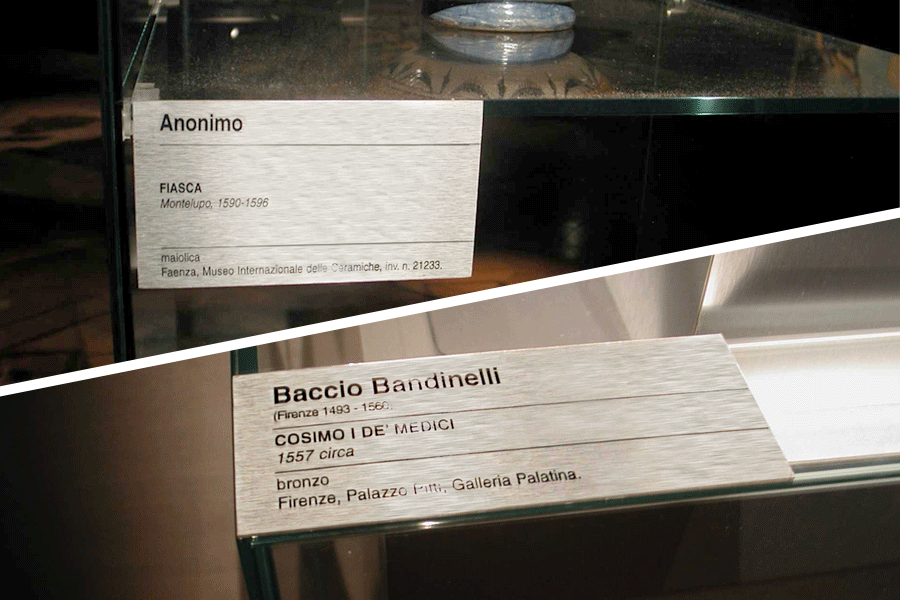 Anonimo
FIASCA
Montelupo, 1590-1596
maiolica
Faenza, Museo Internazionale delle Ceramiche, inv. n. 21233.
Baccio Bandinelli
(Firenze 1493 - 1560)
COSIMO I DE' MEDICI
1557 circa
bronzo
Firenze, Palazzo Pitti, Galleria Palatina.